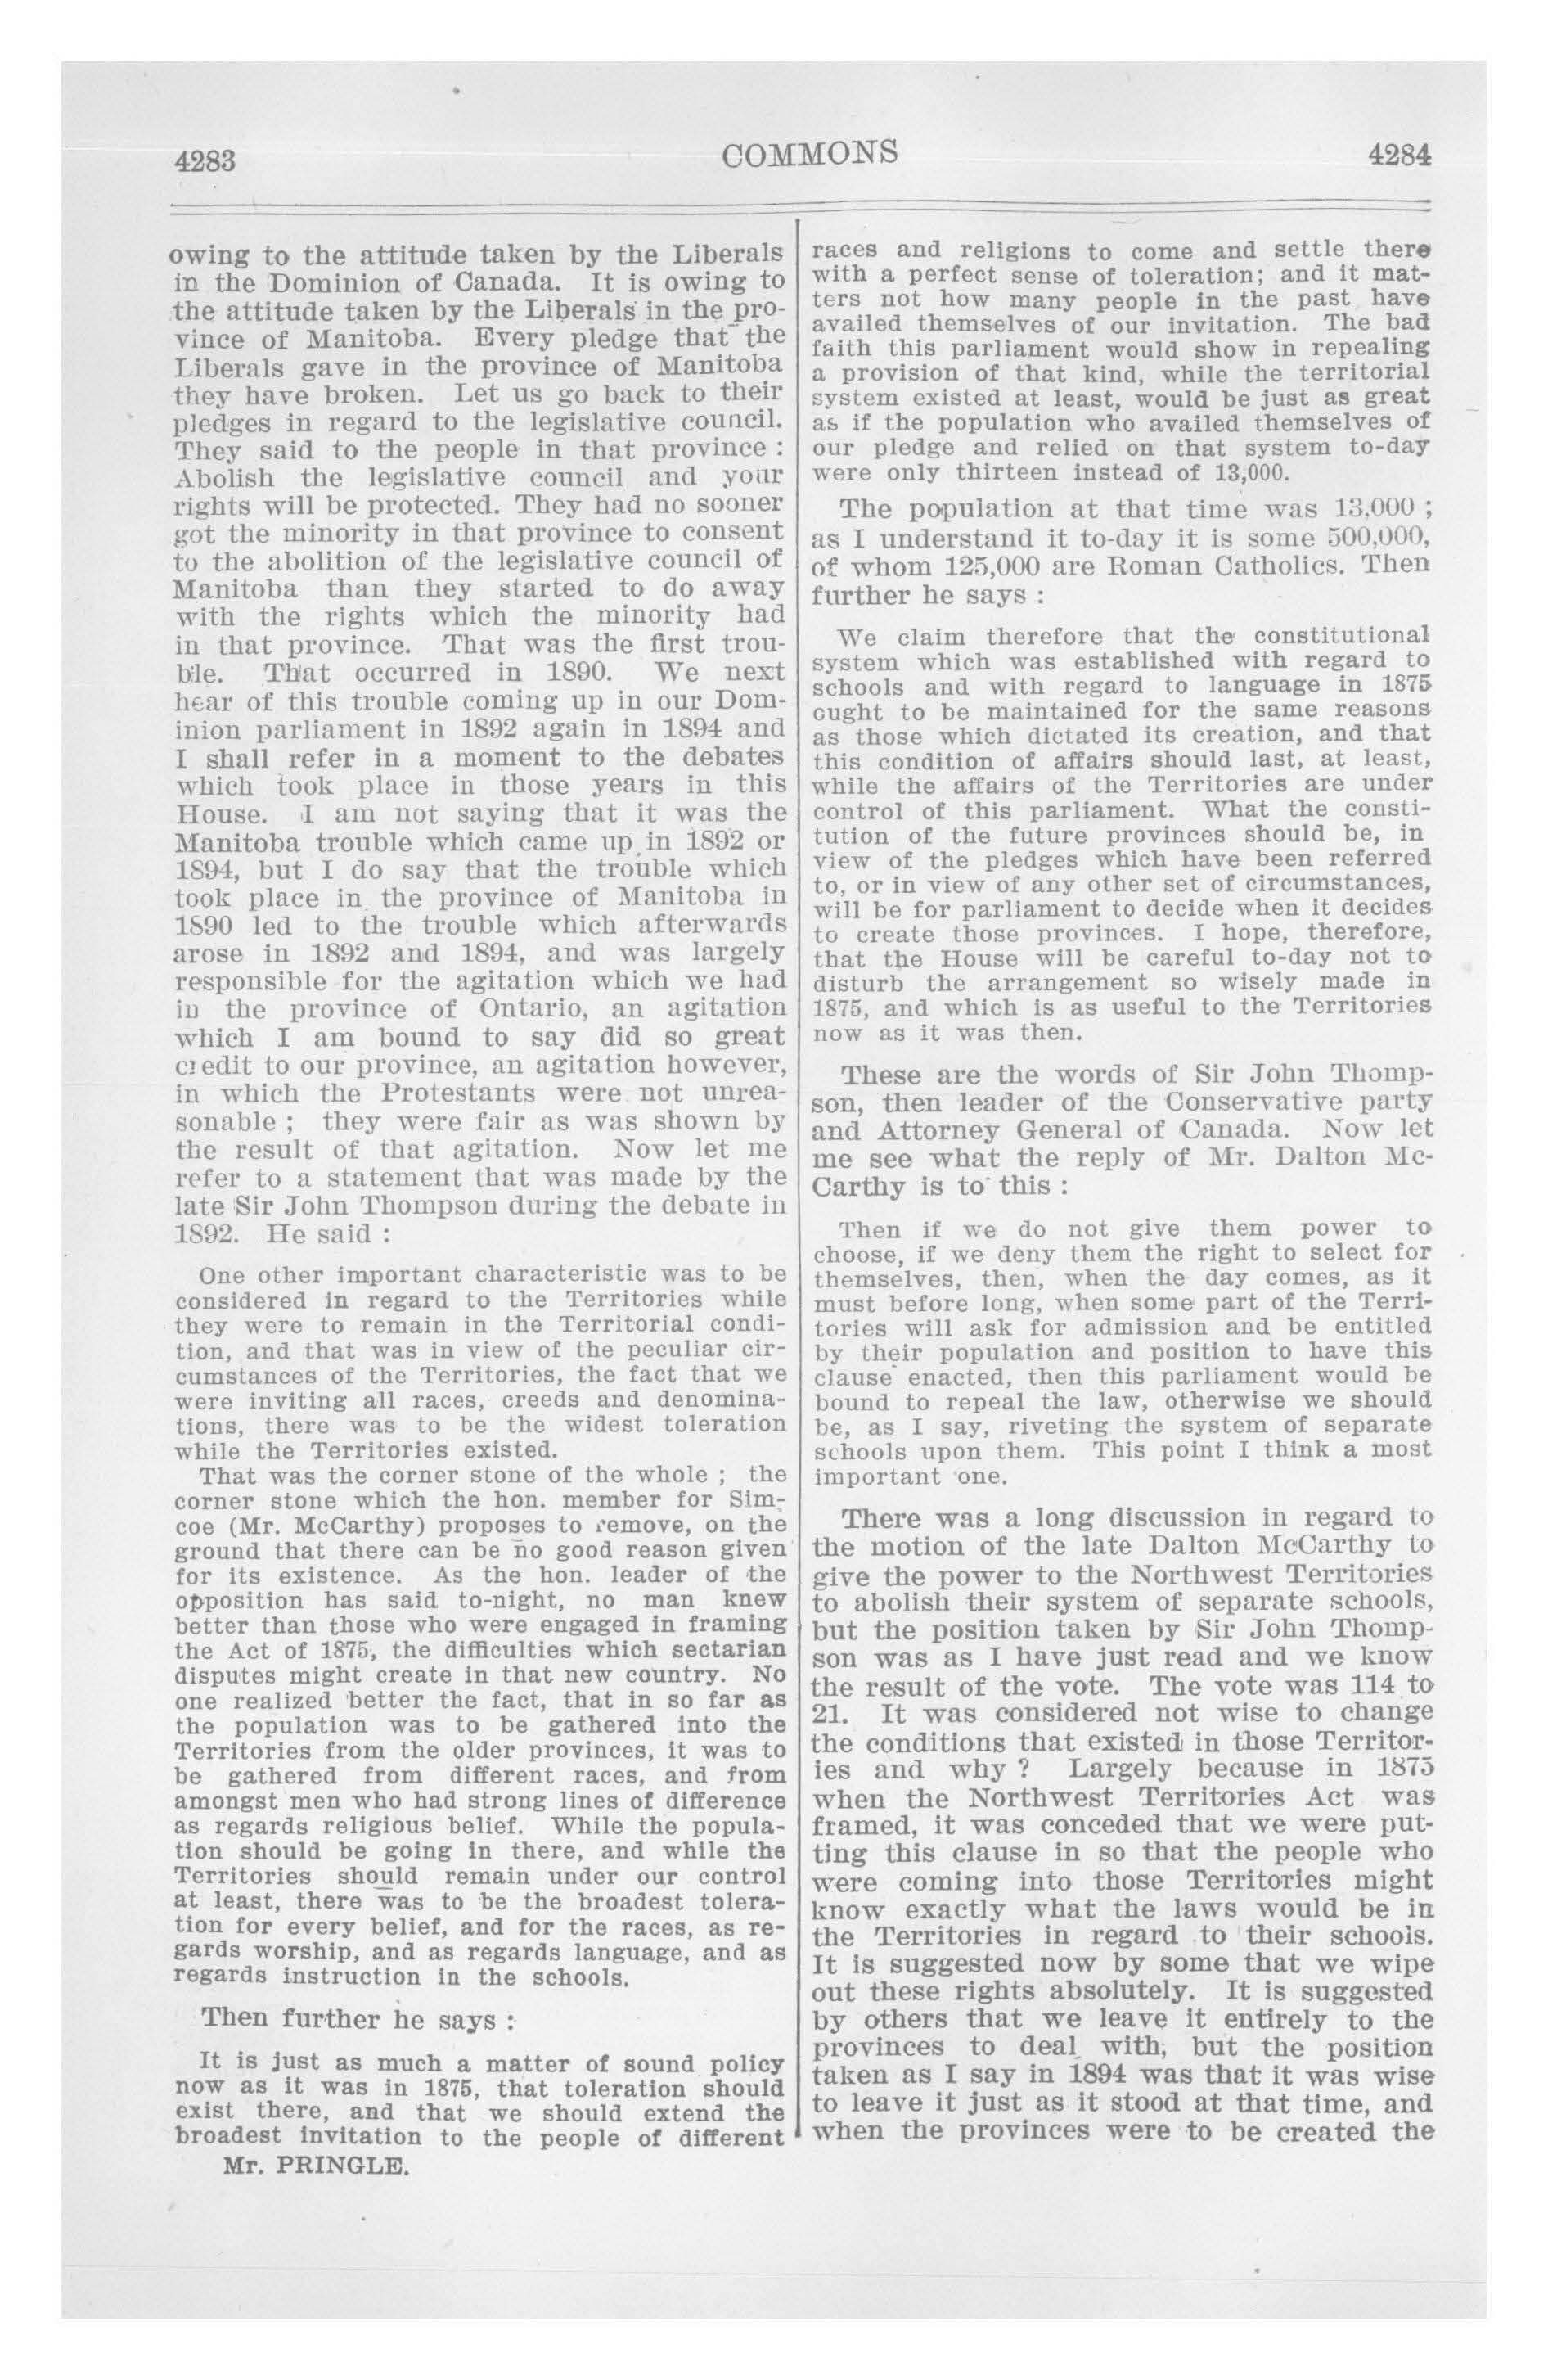 4283
COMMONS
4284
owing to the attitude taken by the Liberals
in the Dominion of Canada. It is owing to
the attitude taken by the Liberals in the pro-
vince of Manitoba. Every pledge that the
Liberals gave in the province of Manitoba
they have broken. Let us go back to their
pledges in regard to the legislative council.
They said to the people in that province :
Abolish the legislative council and your
rights will be protected. They had no sooner
got the minority in that province to consent
to the abolition of the legislative council of
Manitoba than they started to do away
with the rights which the minority had
in that province. That was the first trou-
ble. That occurred in 1890. We next
hear of this trouble coming up in our Dom-
inion parliament in 1892 again in 1894 and
I shall refer in a moment to the debates
which took place in those years in this
House. I am not saying that it was the
Manitoba trouble which came up in 1892 or
1894, but I do say that the trouble which
took place in the province of Manitoba in
1890 led to the trouble which afterwards
arose in 1892 and 1894, and was largely
responsible for the agitation which we had
in the province of Ontario, an agitation
which I am bound to say did so great
credit to our province, an agitation however,
in which the Protestants were not unrea-
sonable ; they were fair as was shown by
the result of that agitation. Now let me
refer to a statement that was made by the
late Sir John Thompson during the debate in
1892. He said :
One other important characteristic was to be
considered in regard to the Territories while
they were to remain in the Territorial condi-
tion, and that was in view of the peculiar cir-
cumstances of the Territories, the fact that we
were inviting all races, creeds and denomina-
tions, there was to be the widest toleration
while the Territories existed.
That was the corner stone of the whole ; the
corner stone which the hon. member for Sim-
coe (Mr. McCarthy) proposes to remove, on the
ground that there can be no good reason given
for its existence. As the hon. leader of the
opposition has said to-night, no man knew
better than those who were engaged in framing
the Act of 1875, the difficulties which sectarian
disputes might create in that new country. No
one realized better the fact, that in so far as
the population was to be gathered into the
Territories from the older provinces, it was to
be gathered from different races, and from
amongst men who had strong lines of difference
as regards religious belief. While the popula-
tion should be going in there, and while the
Territories should remain under our control
at least, there was to be the broadest tolera-
tion for every belief, and for the races, as re-
gards worship, and as regards language, and as
regards instruction in the schools.
Then further he says :
It is just as much a matter of sound policy
now as it was in 1875, that toleration should
exist there, and that we should extend the
broadest invitation to the people of different
Mr. PRINGLE.
races and religions to come and settle there
with a perfect sense of toleration; and it mat-
ters not how many people in the past have
availed themselves of our invitation. The bad
faith this parliament would show in repealing
a provision of that kind, while the territorial
system existed at least, would be just as great
as if the population who availed themselves of
our pledge and relied on that system to-day
were only thirteen instead of 13,000.
The population at that time was 13,000 ;
as I understand it to-day it is some 500,000,
of whom 125,000 are Roman Catholics. Then
further he says :
We claim therefore that the constitutional
system which was established with regard to
schools and with regard to language in 1875
ought to be maintained for the same reasons
as those which dictated its creation, and that
this condition of affairs should last, at least,
while the affairs of the Territories are under
control of this parliament. What the consti-
tution of the future provinces should be, in
view of the pledges which have been referred
to, or in view of any other set of circumstances,
will be for parliament to decide when it decides
to create those provinces. I hope, therefore,
that the House will be careful to-day not to
disturb the arrangement so wisely made in
1875, and which is as useful to the Territories
now as it was then.
These are the words of Sir John Thomp-
son, then leader of the Conservative party
and Attorney General of Canada. Now let
me see what the reply of Mr. Dalton Mc-
Carthy is to this :
Then if we do not give them power to
choose, if we deny them the right to select for
themselves, then, when the day comes, as it
must before long, when some part of the Terri-
tories will ask for admission and be entitled
by their population and position to have this
clause enacted, then this parliament would be
bound to repeal the law, otherwise we should
be, as I say, riveting the system of separate
schools upon them. This point I think a most
important one.
There was a long discussion in regard to
the motion of the late Dalton McCarthy to
give the power to the Northwest Territories
to abolish their system of separate schools,
but the position taken by Sir John Thomp-
son was as I have just read and we know
the result of the vote. The vote was 114 to
21. It was considered not wise to change
the conditions that existed in those Territor-
ies and why ? Largely because in 1875
when the Northwest Territories Act was
framed, it was conceded that we were put-
ting this clause in so that the people who
were coming into those Territories might
know exactly what the laws would be in
the Territories in regard to their schools.
It is suggested now by some that we wipe
out these rights absolutely. It is suggested
by others that we leave it entirely to the
provinces to deal with, but the position
taken as I say in 1894 was that it was wise
to leave it just as it stood at that time, and
when the provinces were to be created the